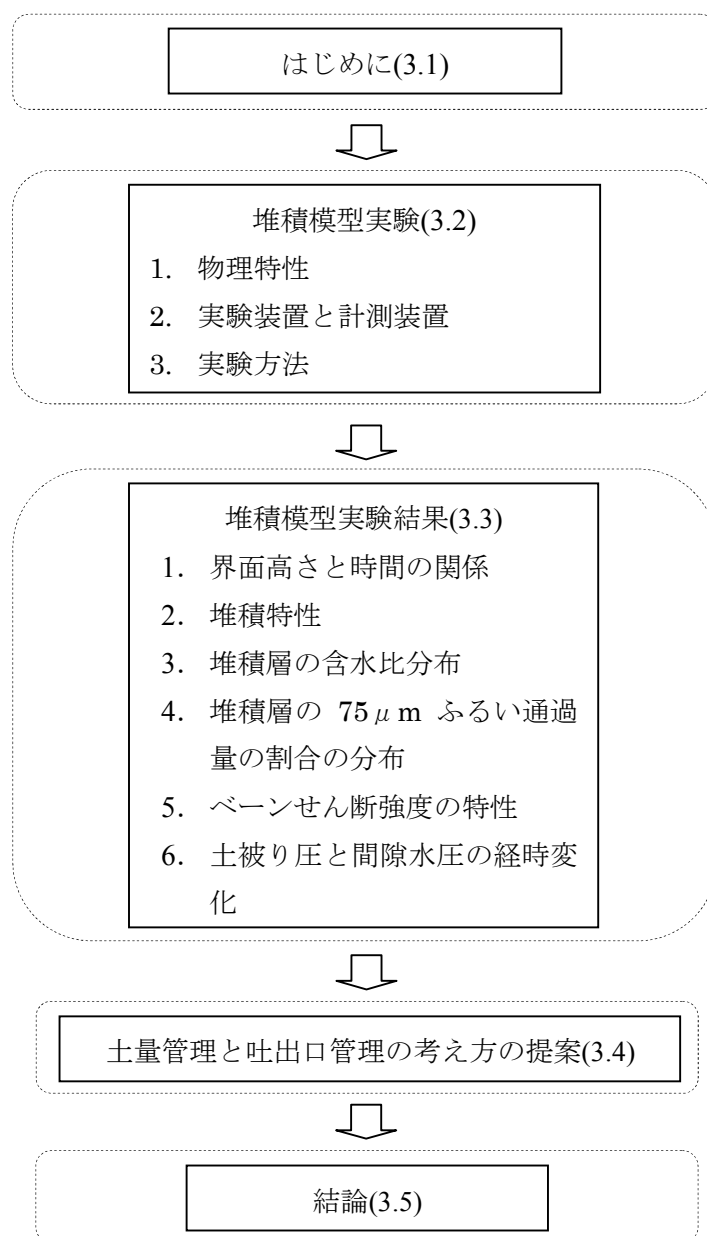 はじめに(3.1)
堆積模型実験(3.2)
1. 物理特性
2. 実験装置と計測装置
3. 実験方法
堆積模型実験結果(3.3)
1. 界面高さと時間の関係
2. 堆積特性
3. 堆積層の含水比分布
4. 堆積層の 75μm ふるい通過
量の割合の分布
5. ベーンせん断強度の特性
6. 土被り圧と間隙水圧の経時変
化
土量管理と吐出口管理の考え方の提案(3.4)
結論(3.5)